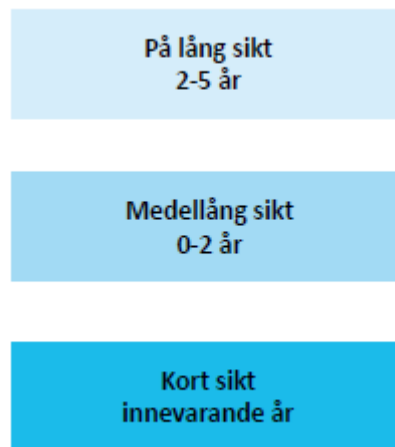 På lång sikt
2-5 år
Medellång sikt
0-2 år
Kort sikt
innevarande år